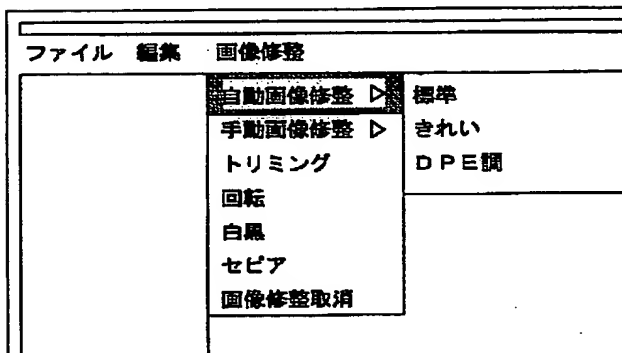 ファイル 編集 画像修整
自動画像修整 ▷ 標準
手動画像修整 ▷ きれい
トリミング DPE調
回転
白黒
セピア
画像修整取消